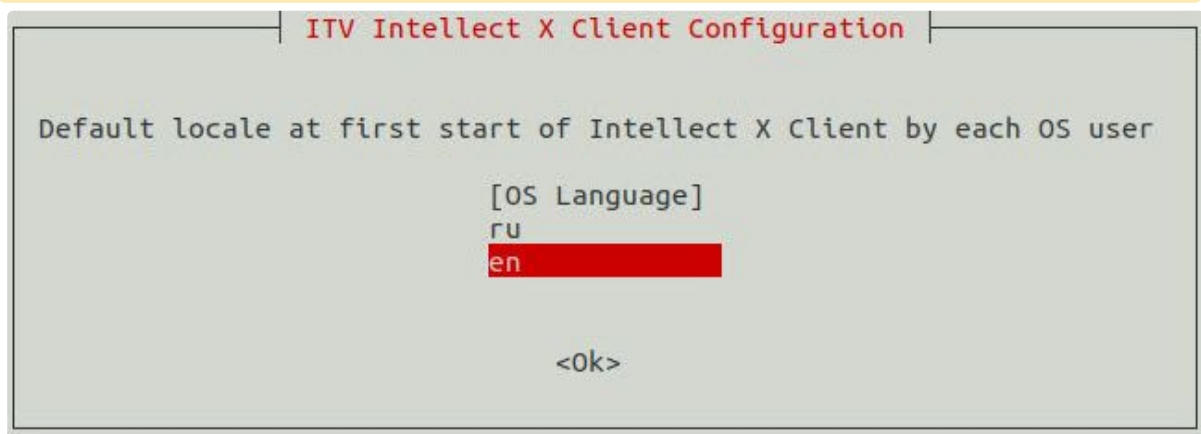 ITV Intellect X Client Configuration
Default locale at first start of Intellect X Client by each OS user
[OS Language]
ru
en
<Ok>